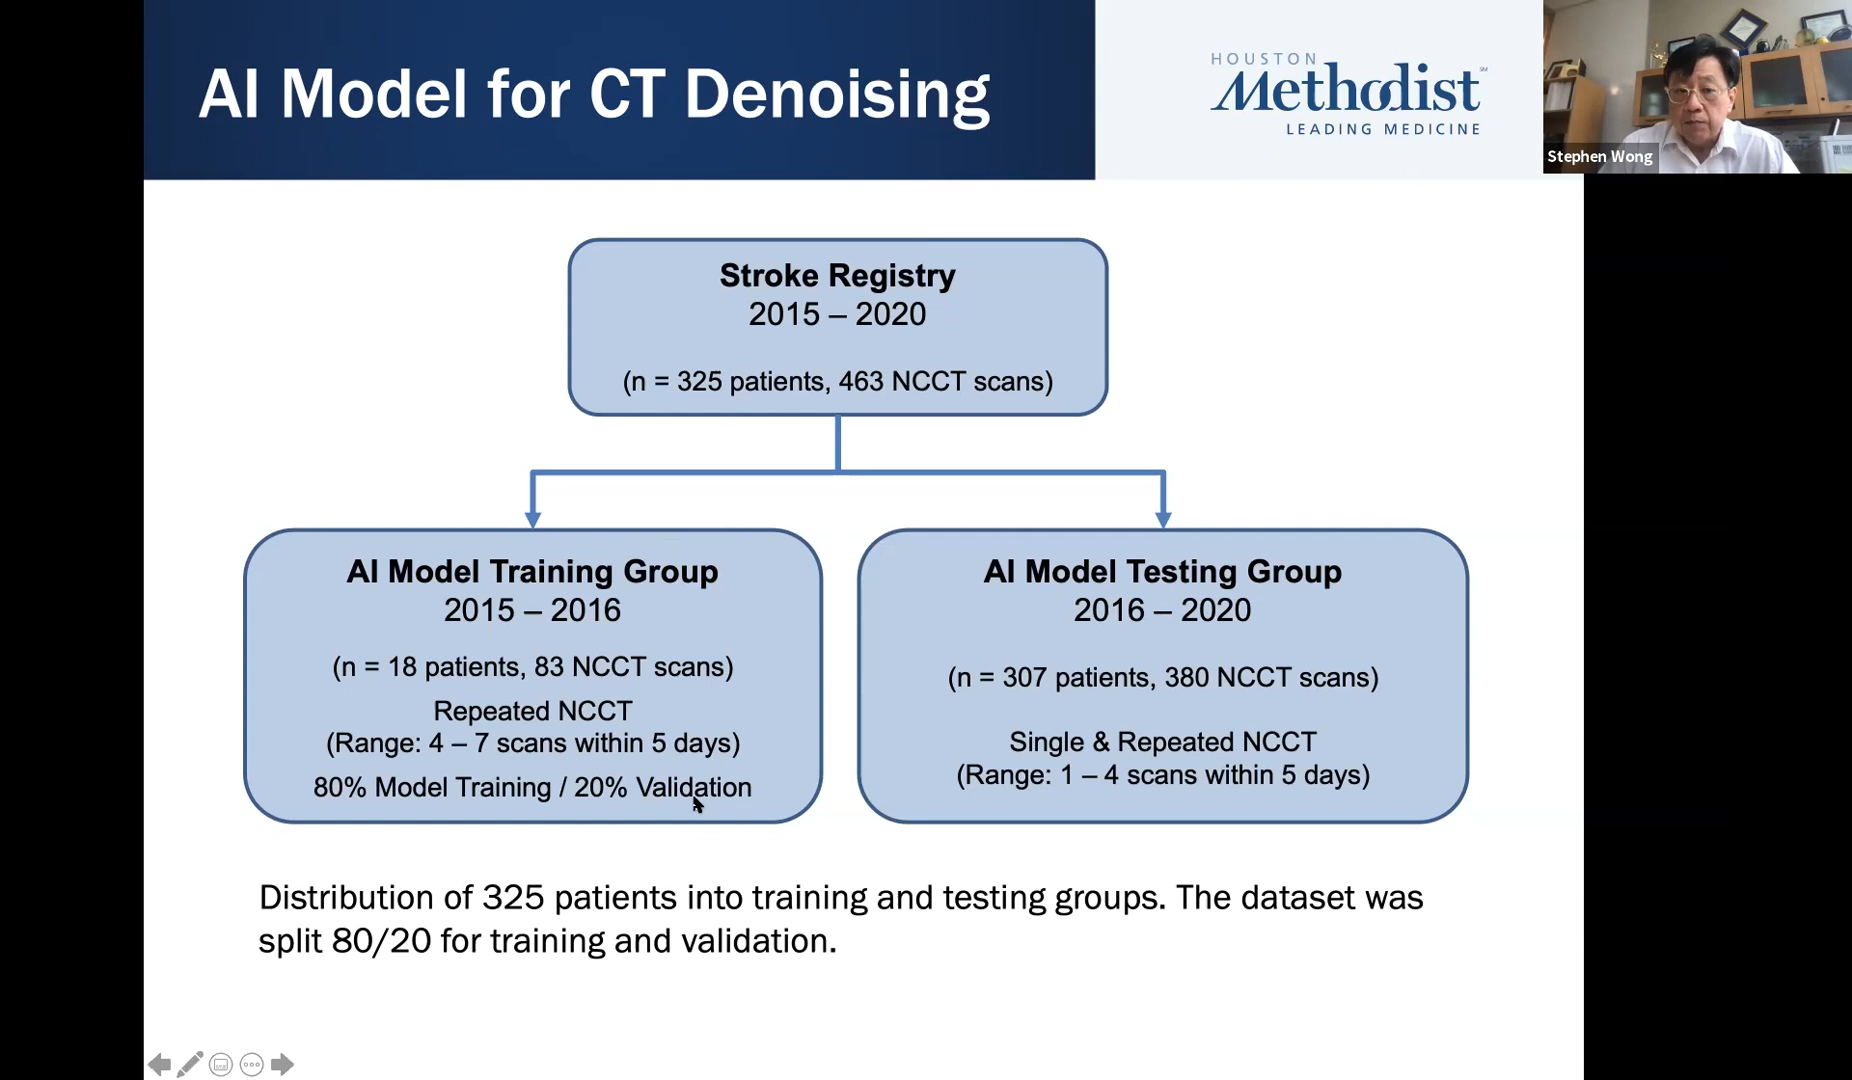 AI Model for CT Denoising
HOUSTON
Methodist
SM
LEADING MEDICINE
Stephen Wong
Stroke Registry
2015 – 2020
(n = 325 patients, 463 NCCT scans)
AI Model Training Group
2015 – 2016
(n = 18 patients, 83 NCCT scans)
Repeated NCCT
(Range: 4 – 7 scans within 5 days)
80% Model Training / 20% Validation
AI Model Testing Group
2016 – 2020
(n = 307 patients, 380 NCCT scans)
Single & Repeated NCCT
(Range: 1 – 4 scans within 5 days)
Distribution of 325 patients into training and testing groups. The dataset was
split 80/20 for training and validation.